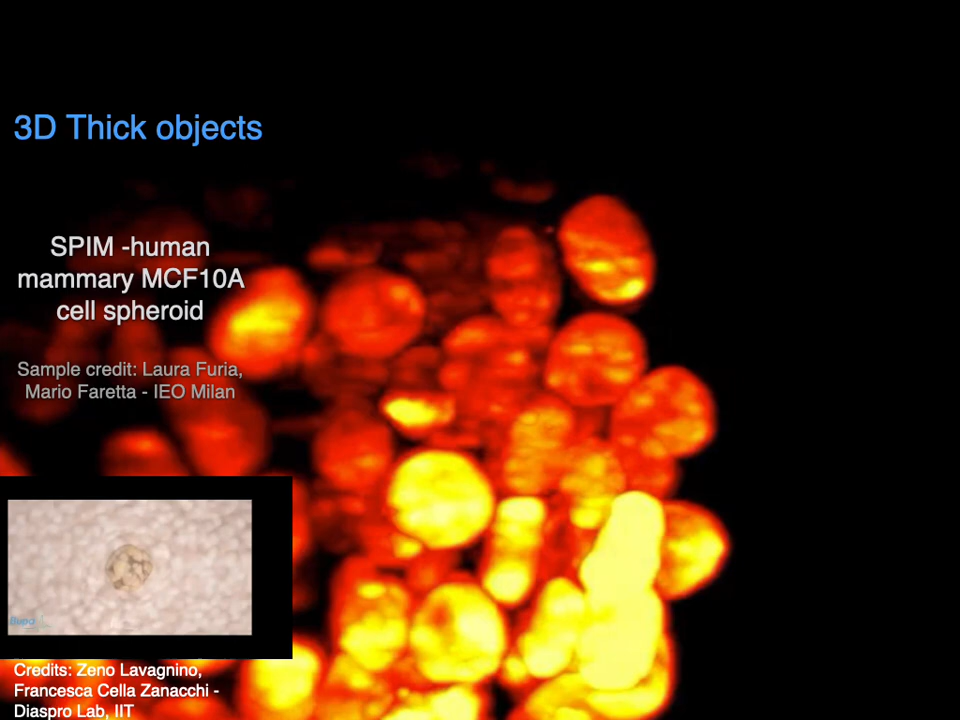 3D Thick objects
SPIM -human
mammary MCF10A
cell spheroid
Sample credit: Laura Furia,
Mario Faretta - IEO Milan
Credits: Zeno Lavagnino,
Francesca Cella Zanacchi -
Diaspro Lab, IIT